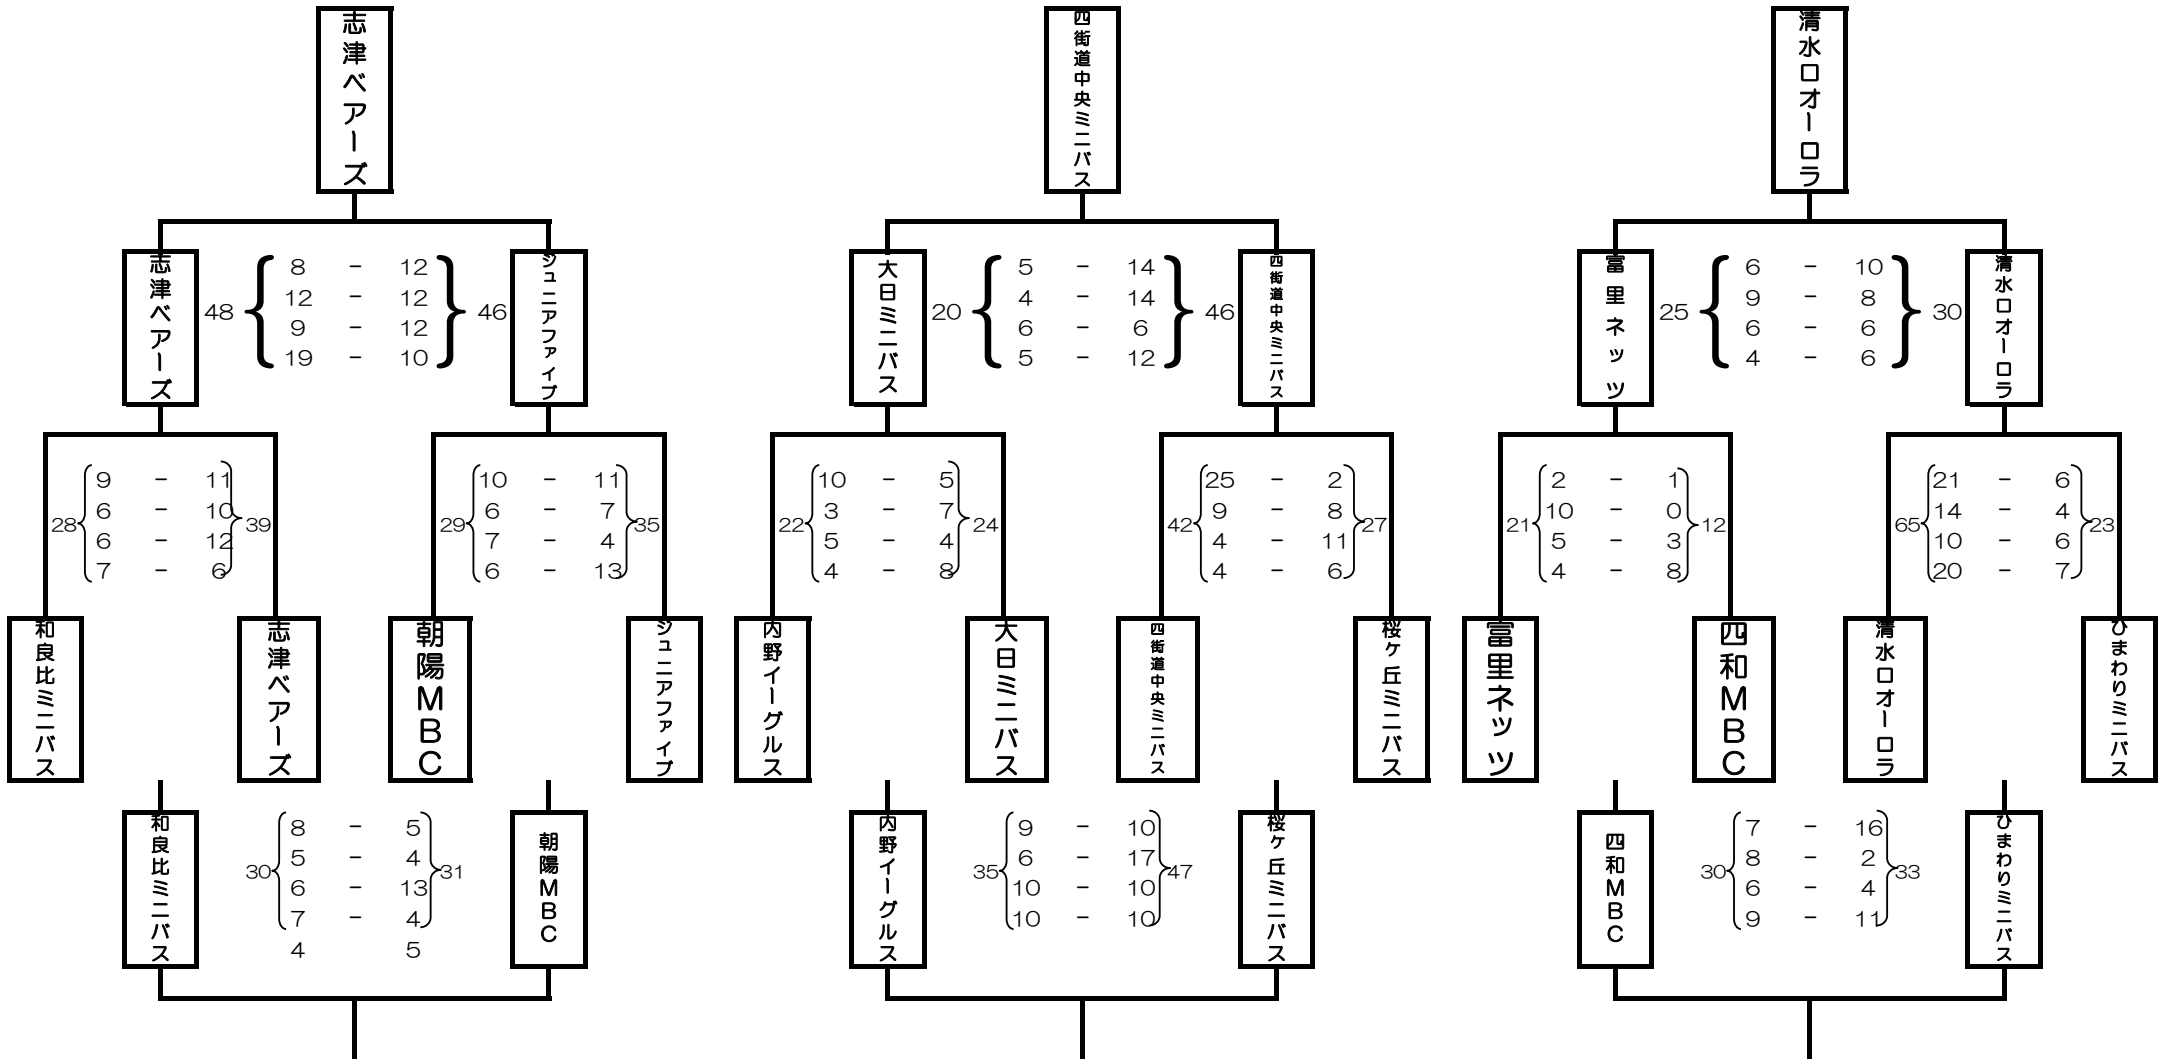 志津ベアーズ
四街道中央ミニバス
清水口オーロラ
志津ベアーズ
48
8 - 12
12 - 12
9 - 12
19 - 10
46
ジュニアファイブ
大日ミニバス
20
5 - 14
4 - 14
6 - 6
5 - 12
46
四街道中央ミニバス
富里ネッツ
25
6 - 10
9 - 8
6 - 6
4 - 6
30
清水口オーロラ
28
9 - 11
6 - 10
6 - 12
7 - 6
39
29
10 - 11
6 - 7
7 - 4
6 - 13
35
22
10 - 5
3 - 7
5 - 4
4 - 8
24
42
25 - 2
9 - 8
4 - 11
4 - 6
27
21
2 - 1
10 - 0
5 - 3
4 - 8
12
65
21 - 6
14 - 4
10 - 6
20 - 7
23
和良比ミニバス
志津ベアーズ
朝陽MBC
ジュニアファイブ
内野イーグルス
大日ミニバス
四街道中央ミニバス
桜ヶ丘ミニバス
富里ネッツ
四和MBC
清水口オーロラ
ひまわりミニバス
和良比ミニバス
30
8 - 5
5 - 4
6 - 13
7 - 4
4 5
31
朝陽MBC
内野イーグルス
35
9 - 10
6 - 17
10 - 10
10 - 10
47
桜ヶ丘ミニバス
四和MBC
30
7 - 16
8 - 2
6 - 4
9 - 11
33
ひまわりミニバス